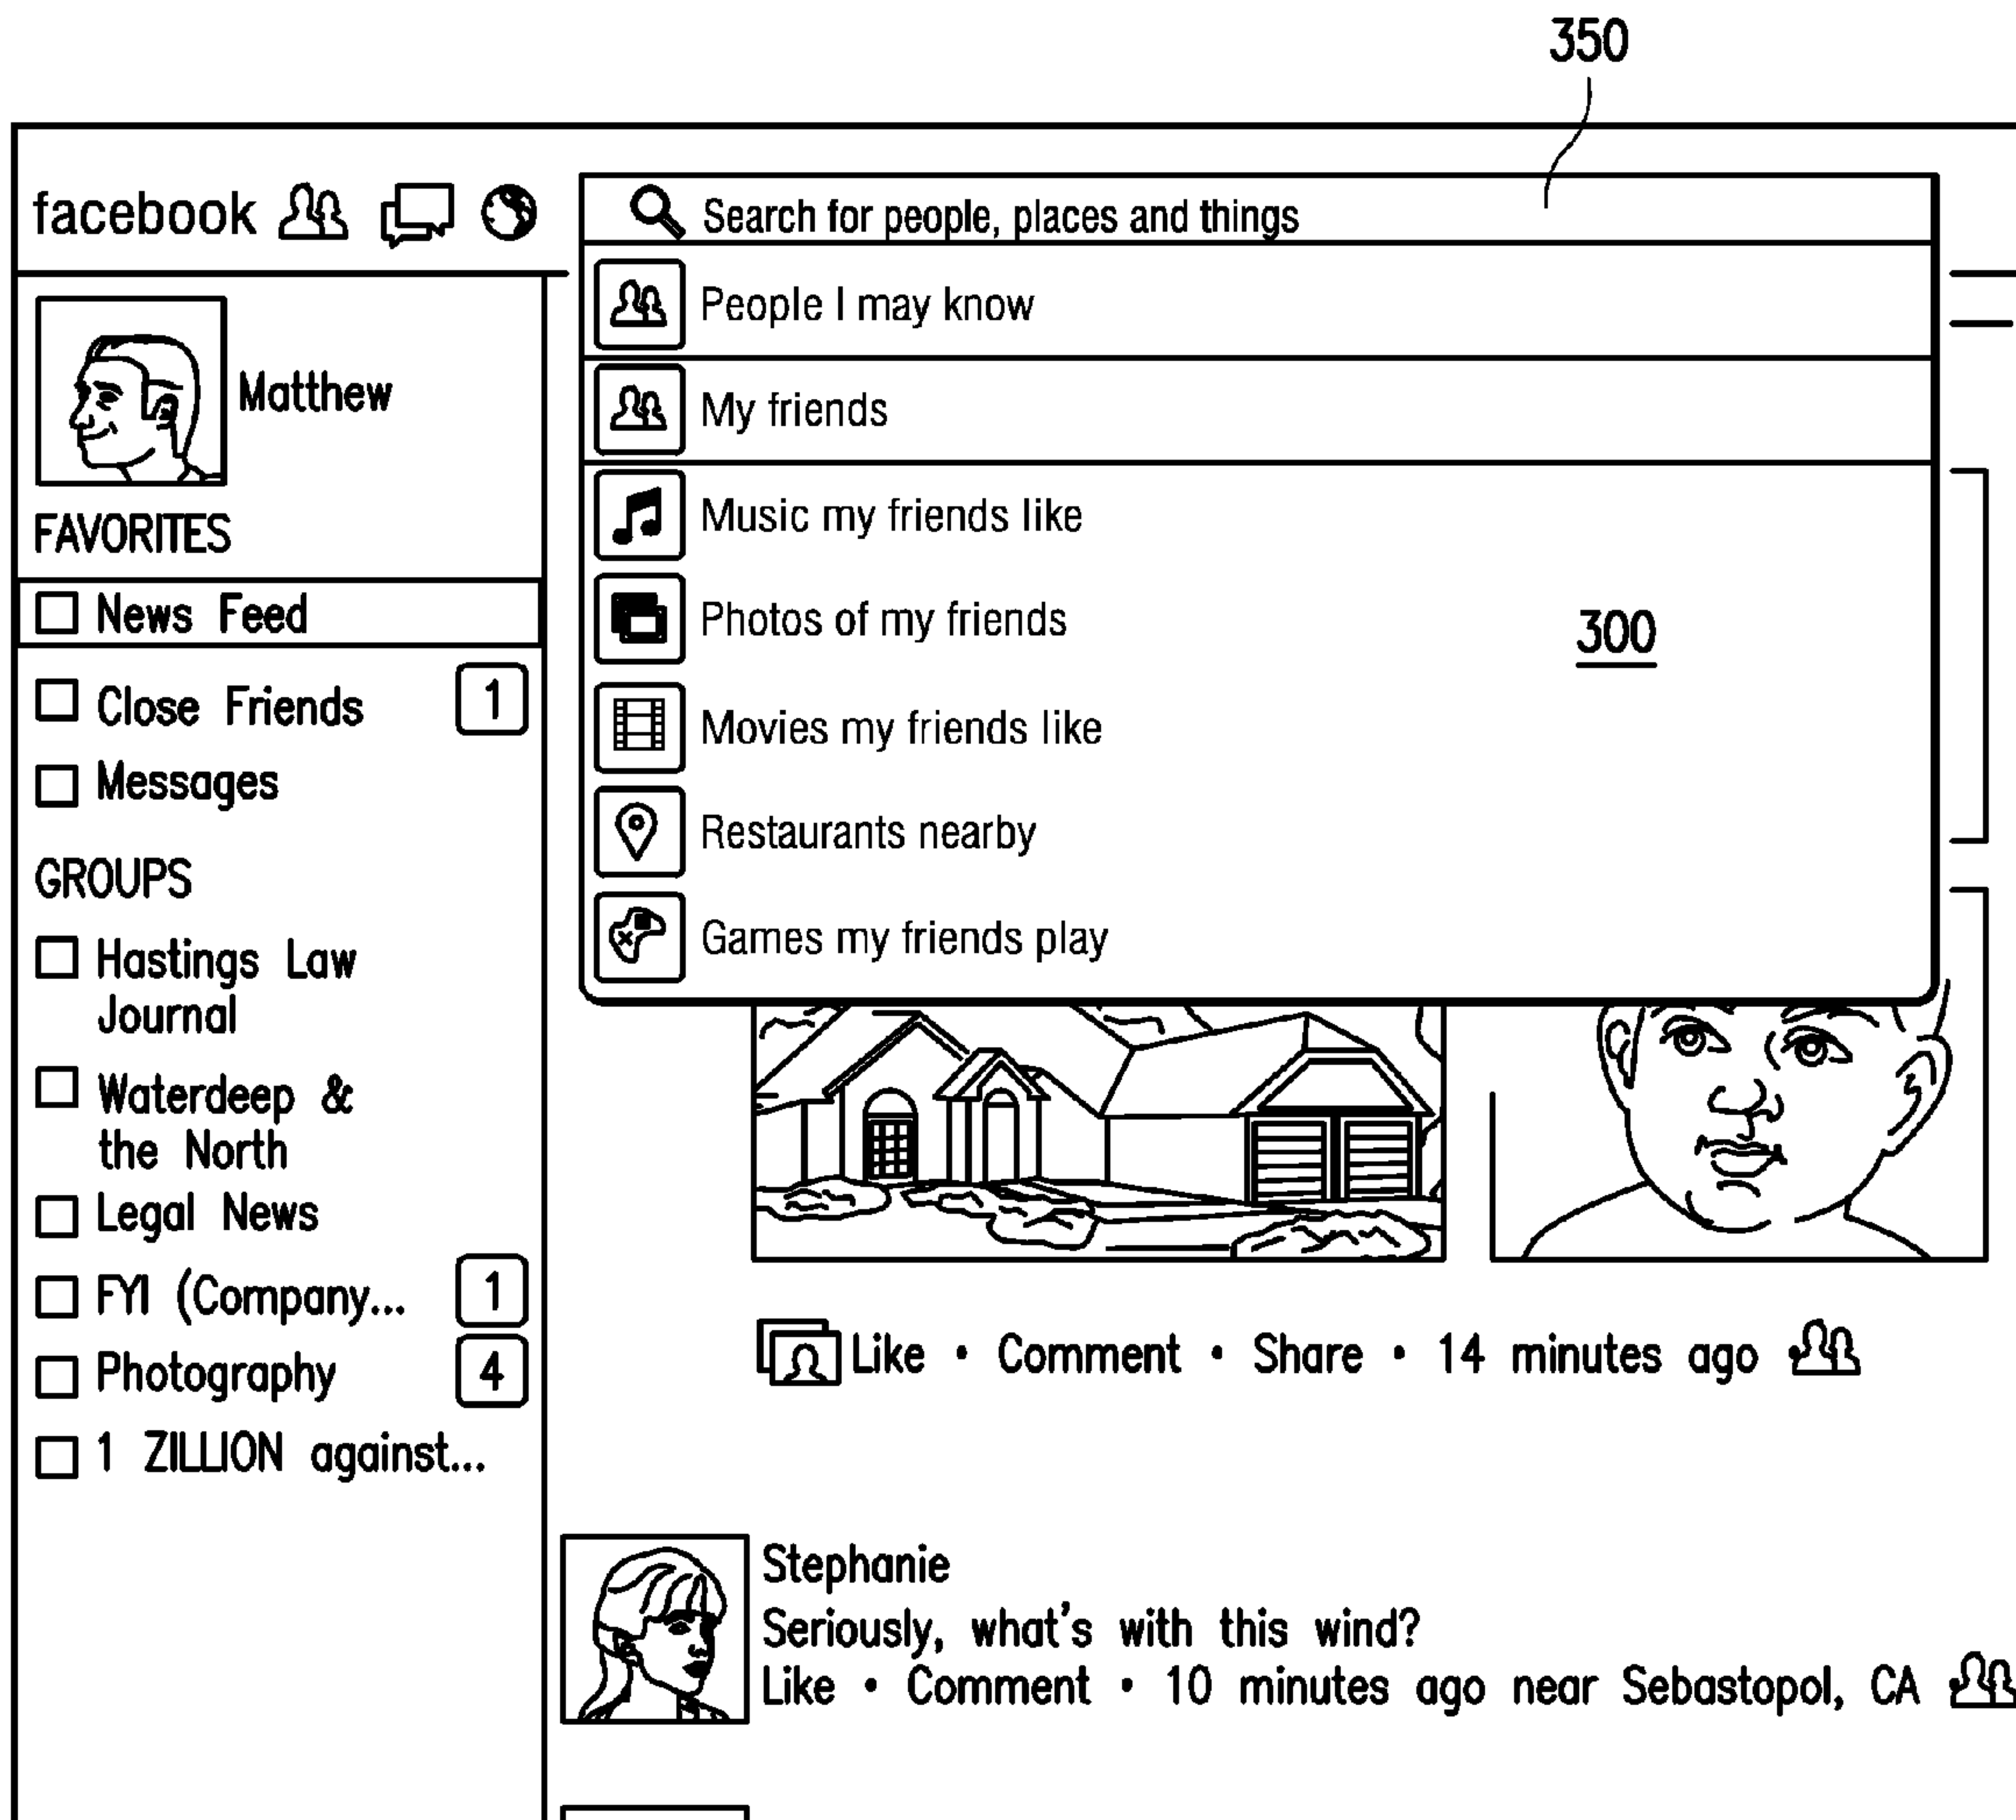 350
facebook
Search for people, places and things
People I may know
My friends
Music my friends like
Photos of my friends
Movies my friends like
Restaurants nearby
Games my friends play
300
Matthew
FAVORITES
News Feed
Close Friends 1
Messages
GROUPS
Hastings Law
Journal
Waterdeep &
the North
Legal News
FYI (Company... 1
Photography 4
1 ZILLION against...
Like • Comment • Share • 14 minutes ago
Stephanie
Seriously, what's with this wind?
Like • Comment • 10 minutes ago near Sebastopol, CA